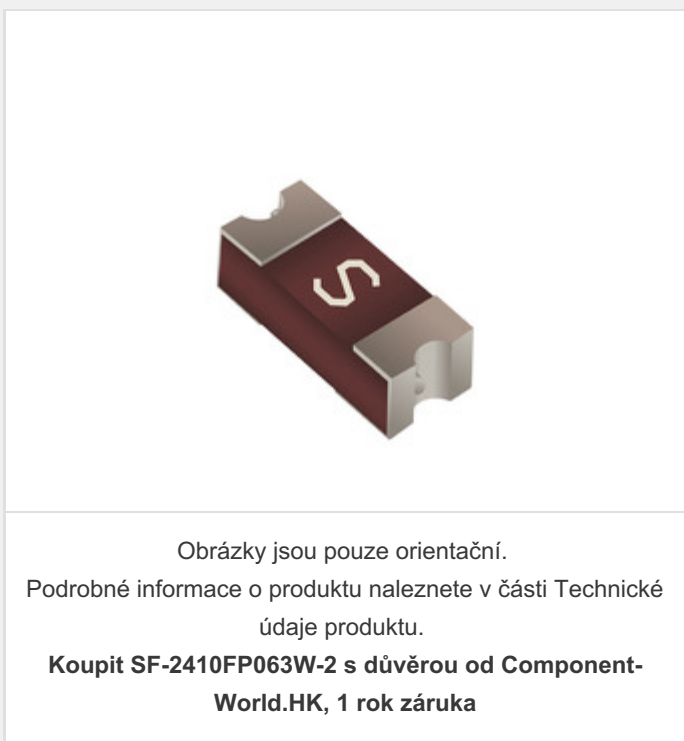 S
Obrázky jsou pouze orientační.
Podrobné informace o produktu naleznete v části Technické
údaje produktu.
Koupit SF-2410FP063W-2 s důvěrou od Component-
World.HK, 1 rok záruka